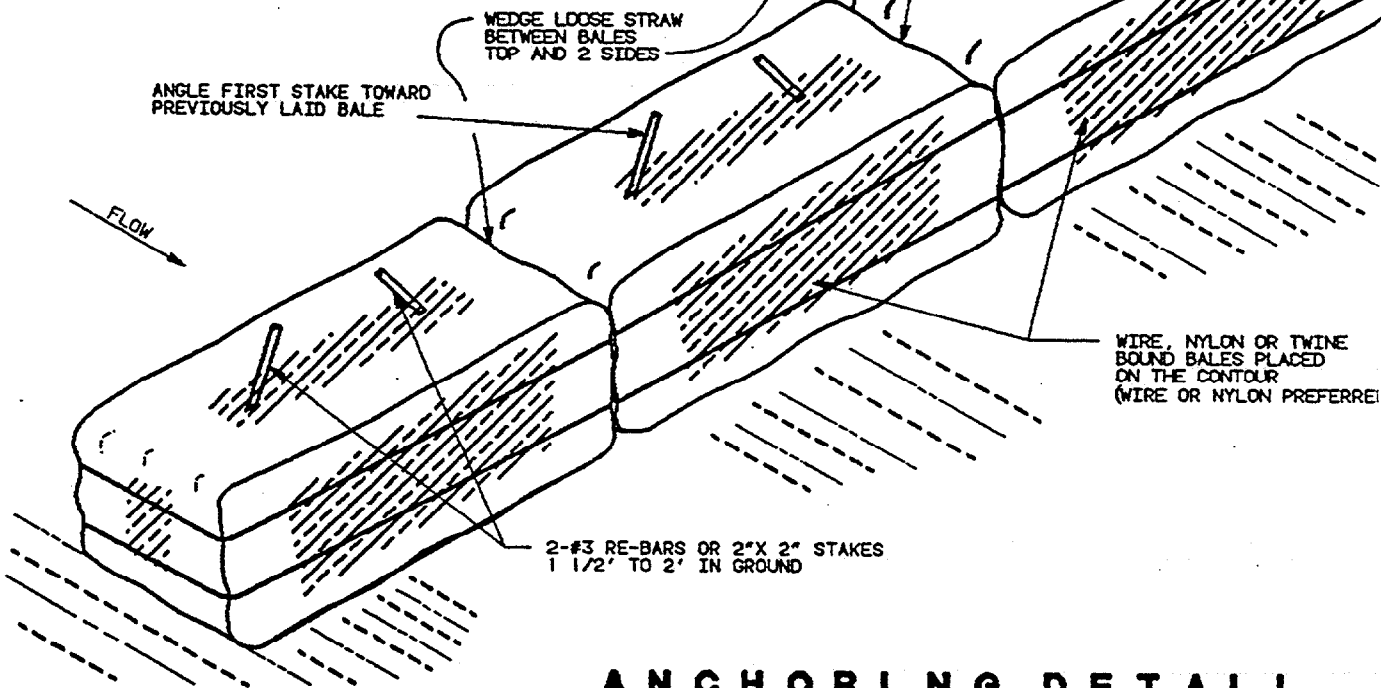 WEDGE LOOSE STRAW
BETWEEN BALES
TOP AND 2 SIDES
ANGLE FIRST STAKE TOWARD
PREVIOUSLY LAID BALE
FLOW
WIRE, NYLON OR TWINE
BOUND BALES PLACED
ON THE CONTOUR
(WIRE OR NYLON PREFERRE
2-#3 RE-BARS OR 2"X 2" STAKES
1 1/2' TO 2' IN GROUND
ANCHORING DETAIL